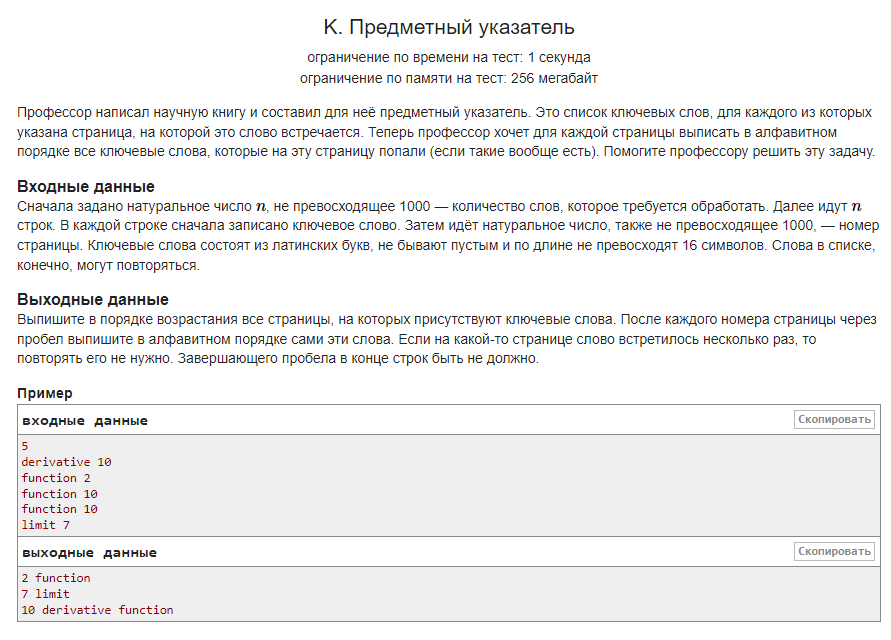 K. Предметный указатель
ограничение по времени на тест: 1 секунда
ограничение по памяти на тест: 256 мегабайт
Профессор написал научную книгу и составил для неё предметный указатель. Это список ключевых слов, для каждого из которых
указана страница, на которой это слово встречается. Теперь профессор хочет для каждой страницы выписать в алфавитном
порядке все ключевые слова, которые на эту страницу попали (если такие вообще есть). Помогите профессору решить эту задачу.
Входные данные
Сначала задано натуральное число n, не превосходящее 1000 — количество слов, которое требуется обработать. Далее идут n
строк. В каждой строке сначала записано ключевое слово. Затем идёт натуральное число, также не превосходящее 1000, — номер
страницы. Ключевые слова состоят из латинских букв, не бывают пустым и по длине не превосходят 16 символов. Слова в списке,
конечно, могут повторяться.
Выходные данные
Выпишите в порядке возрастания все страницы, на которых присутствуют ключевые слова. После каждого номера страницы через
пробел выпишите в алфавитном порядке сами эти слова. Если на какой-то странице слово встретилось несколько раз, то
повторять его не нужно. Завершающего пробела в конце строк быть не должно.
Пример
входные данные Скопировать
5
derivative 10
function 2
function 10
function 10
limit 7
выходные данные Скопировать
2 function
7 limit
10 derivative function